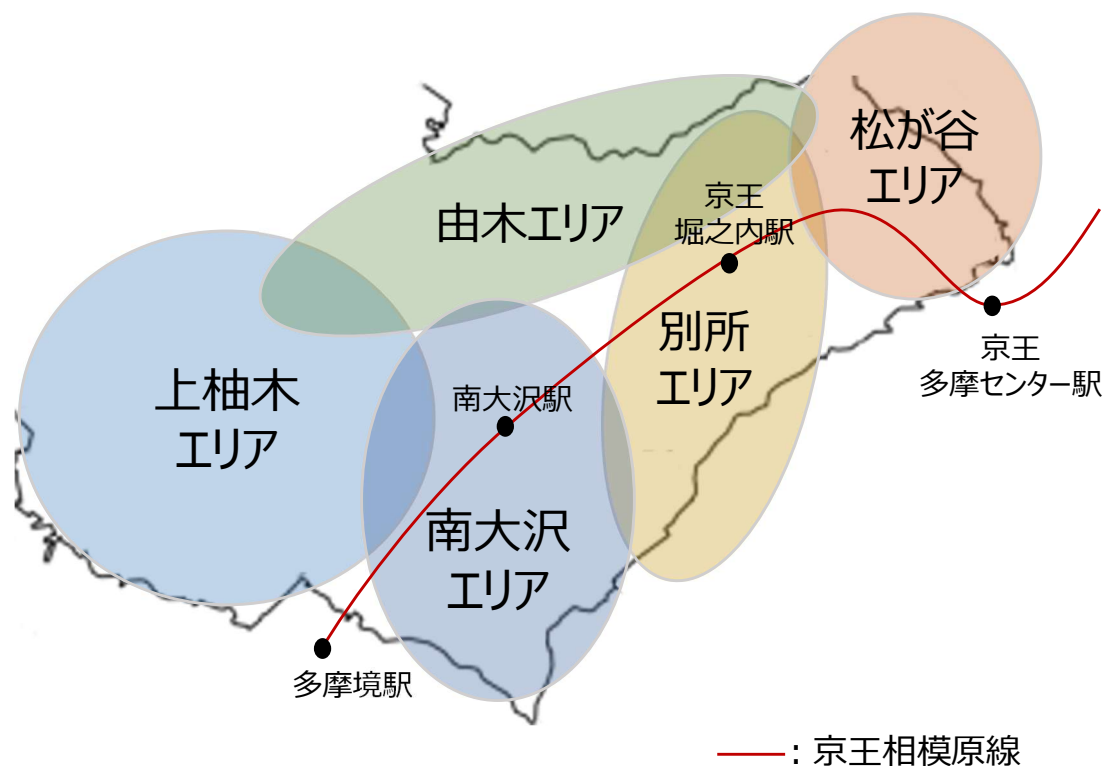 松が谷
エリア
京王
堀之内駅
由木エリア
別所
エリア
京王
多摩センター駅
上柚木
エリア
南大沢駅
南大沢
エリア
多摩境駅
：京王相模原線